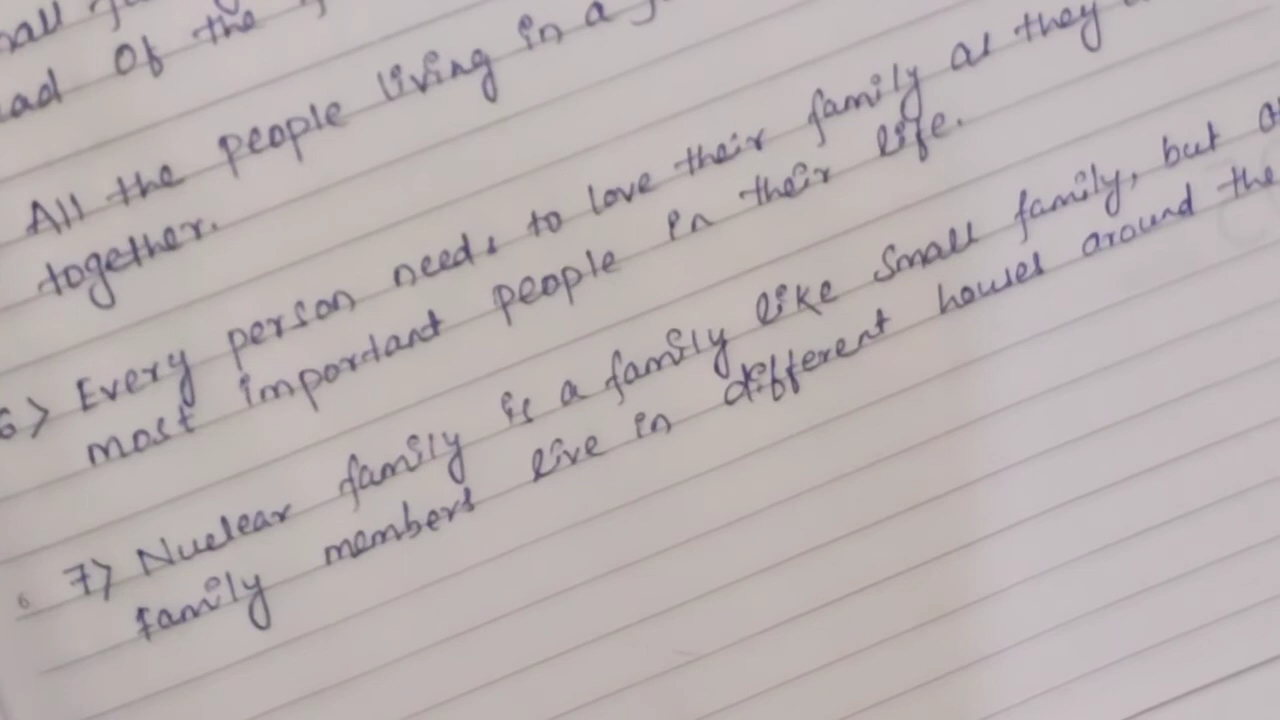 of the
All the people living in a
together.
6) Every person needs to love their family as they
most important people in their life.
7) Nuclear family is a family like small family, but
family members live in different houses around the